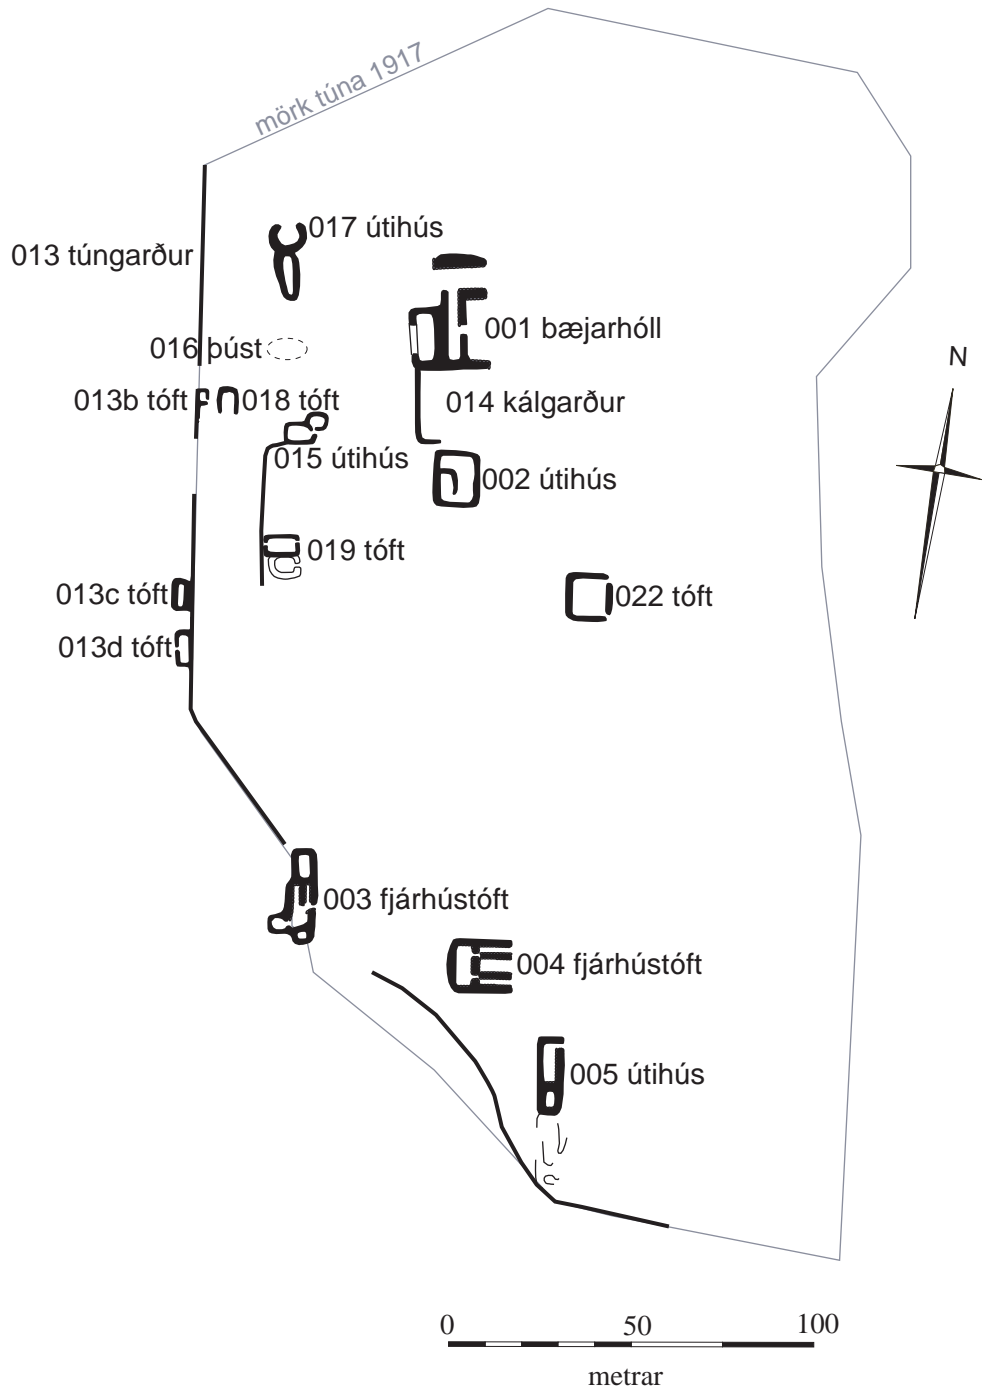 mörk túna 1917
017 útihús
013 túngarður
001 bæjarhóll
016 þúst
N
013b tóft
018 tóft
014 kálgarður
015 útihús
002 útihús
019 tóft
013c tóft
022 tóft
013d tóft
003 fjárhústóft
004 fjárhústóft
005 útihús
0 50 100
metrar